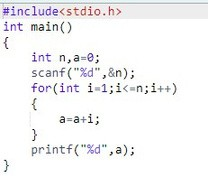 #include<stdio.h>
int main()
{
    int n,a=0;
    scanf("%d",&n);
    for(int i=1;i<=n;i++)
    {
        a=a+i;
    }
    printf("%d",a);
}